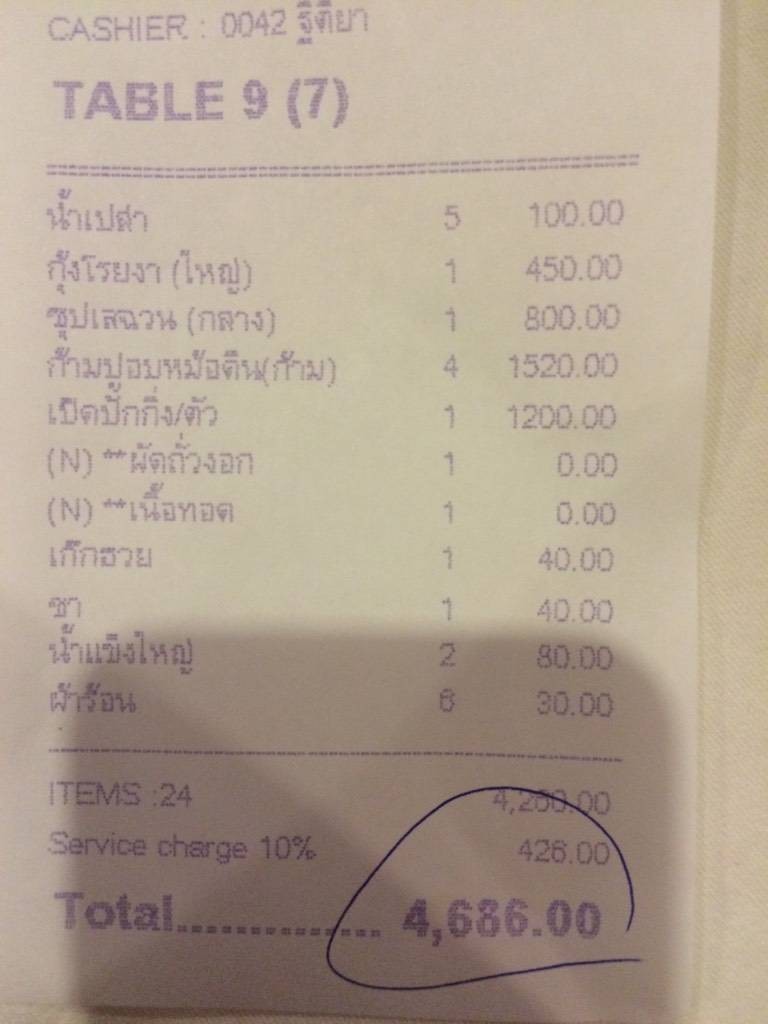 CASHIER : 0042 ฐิติยา
TABLE 9 (7)
น้ำเปล่า 5 100.00
กุ้งโรยงา (ใหญ่) 1 450.00
ซุปเสฉวน (กลาง) 1 800.00
ก้ามปูอบหม้อดิน(ก้าม) 4 1520.00
เป็ดปักกิ่ง/ตัว 1 1200.00
(N) **ผัดถั่วงอก 1 0.00
(N) **เนื้อทอด 1 0.00
เก๊กฮวย 1 40.00
ชา 1 40.00
น้ำแข็งใหญ่ 2 80.00
ผ้าร้อน 6 30.00
ITEMS :24 4,260.00
Service charge 10% 426.00
Total.............. 4,686.00